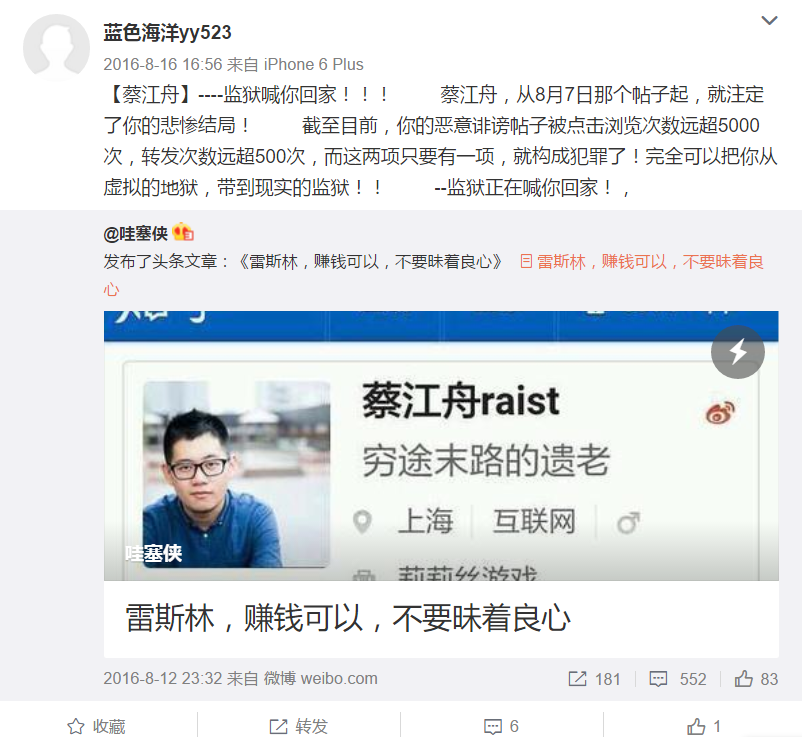 蓝色海洋yy523
2016-8-16 16:56 来自 iPhone 6 Plus
【蔡江舟】----监狱喊你回家！！！ 蔡江舟，从8月7日那个帖子起，就注定
了你的悲惨结局！ 截至目前，你的恶意诽谤帖子被点击浏览次数远超5000
次，转发次数远超500次，而这两项只要有一项，就构成犯罪了！完全可以把你从
虚拟的地狱，带到现实的监狱！！ --监狱正在喊你回家！，
@哇塞侠
发布了头条文章：《雷斯林，赚钱可以，不要昧着良心》 雷斯林，赚钱可以，不要昧着良
心
蔡江舟raist
穷途末路的遗老
上海 互联网
莉莉丝游戏
哇塞侠
雷斯林，赚钱可以，不要昧着良心
2016-8-12 23:32 来自 微博 weibo.com 181 552 83
收藏 转发 6 1